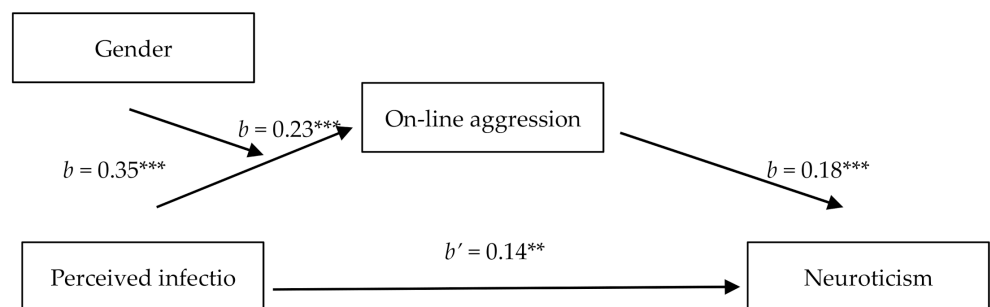 Gender
b = 0.23***
On-line aggression
b = 0.35***
b = 0.18***
b′ = 0.14**
Perceived infectio
Neuroticism